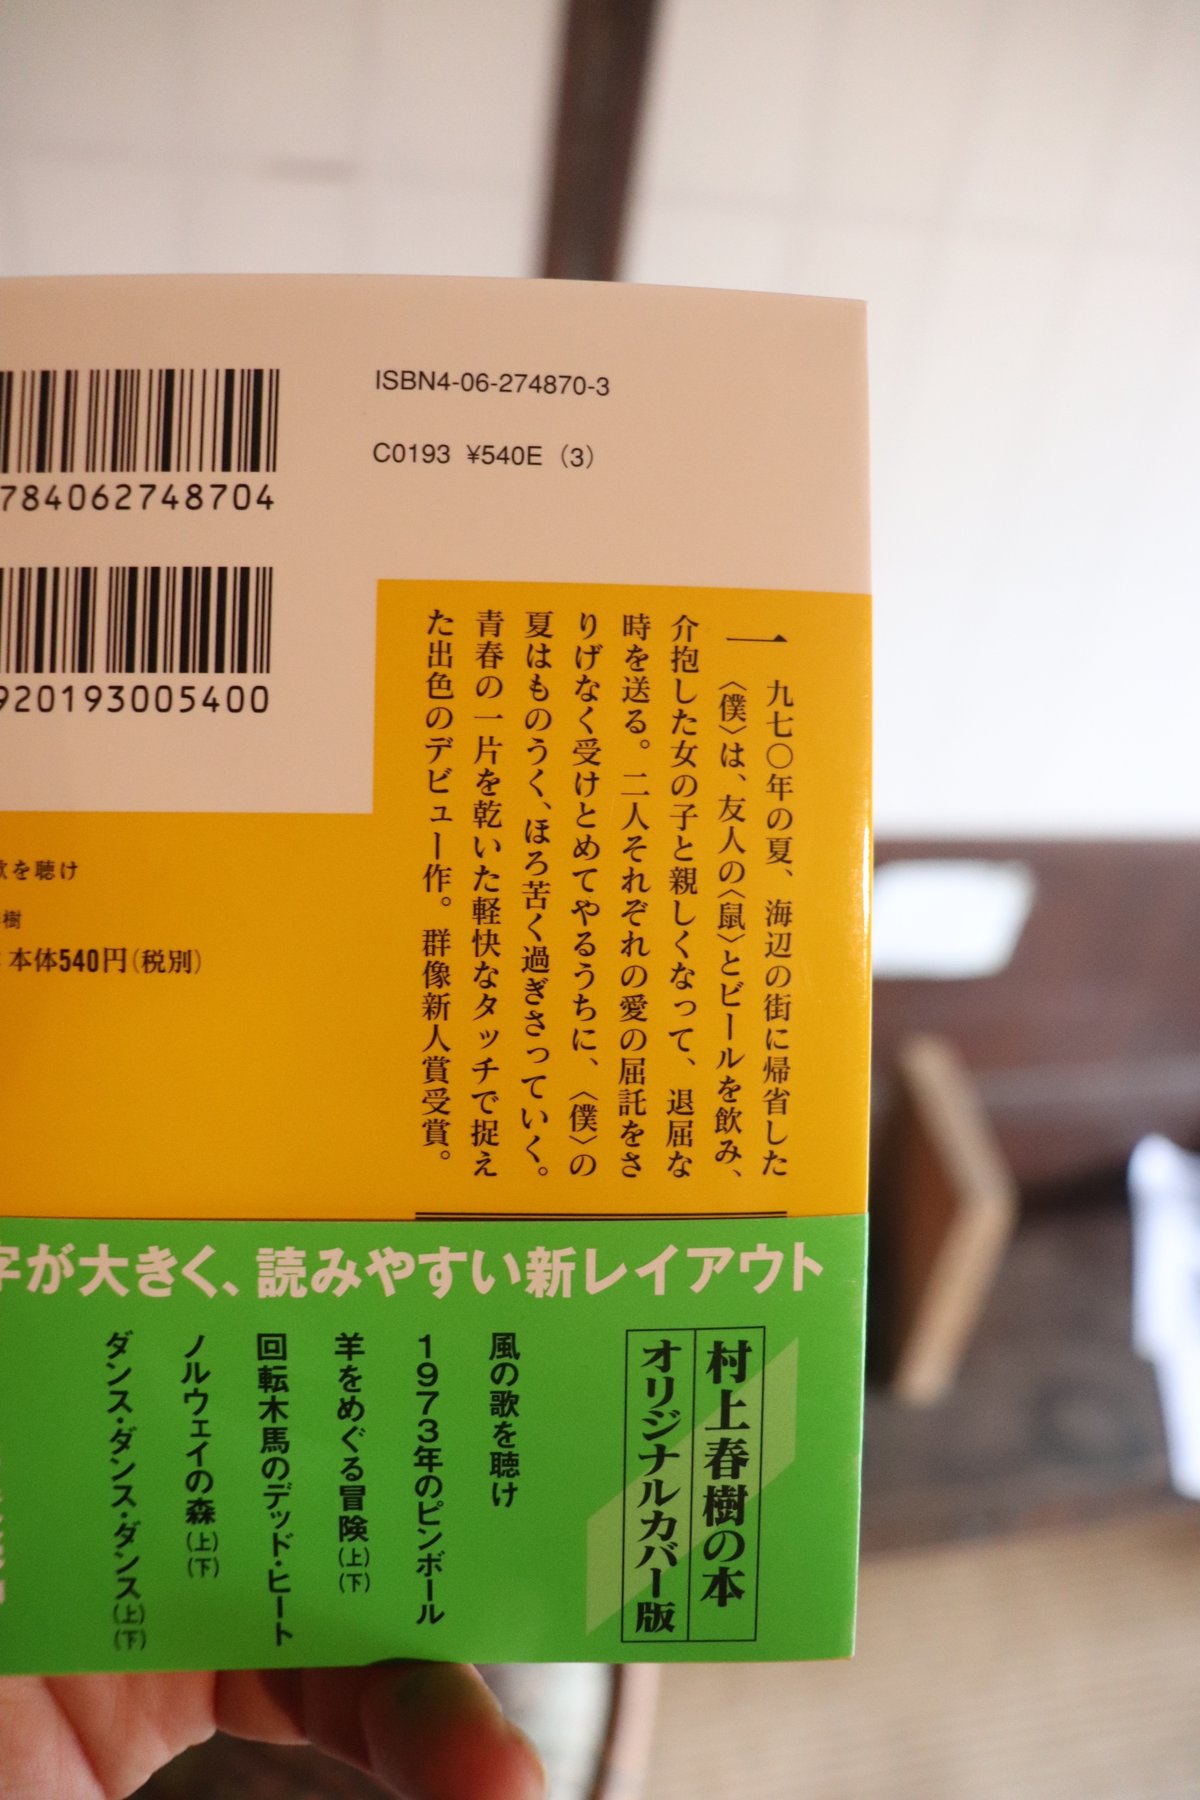 ISBN4-06-274870-3
C0193 ¥540E (3)
784062748704
920193005400
一九七〇年の夏、海辺の街に帰省した
〈僕〉は、友人の〈鼠〉とビールを飲み、
介抱した女の子と親しくなって、退屈な
時を送る。二人それぞれの愛の屈託をさ
りげなく受けとめてやるうちに、〈僕〉の
夏はものうく、ほろ苦く過ぎさっていく。
青春の一片を乾いた軽快なタッチで捉え
た出色のデビュー作。群像新人賞受賞。
歌を聴け
樹
本体540円(税別)
字が大きく、読みやすい新レイアウト
村上春樹の本
オリジナルカバー版
風の歌を聴け
1973年のピンボール
羊をめぐる冒険(上)(下)
回転木馬のデッド・ヒート
ノルウェイの森(上)(下)
ダンス・ダンス・ダンス(上)(下)